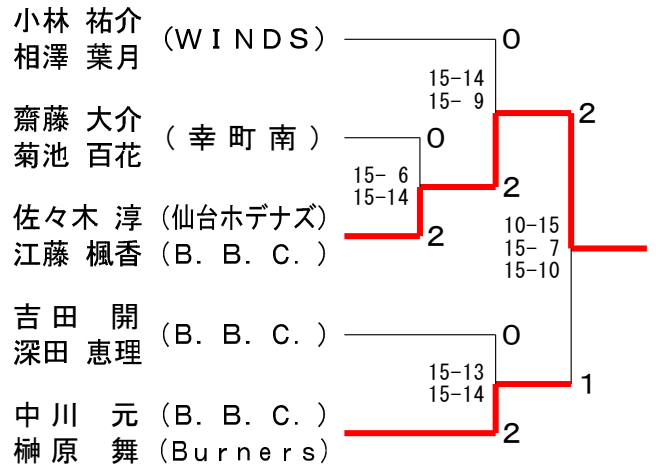 小林 祐介 (ＷＩＮＤＳ) 0
相澤 葉月
15-14
15- 9
2
齋藤 大介 ( 幸 町 南 ) 0
菊池 百花
15- 6
15-14
2
佐々木 淳 (仙台ホデナズ) 2
江藤 楓香 (Ｂ．Ｂ．Ｃ．)
10-15
15- 7
15-10
吉田　開 (Ｂ．Ｂ．Ｃ．) 0
深田 恵理
15-13
15-14
1
中川　元 (Ｂ．Ｂ．Ｃ．) 2
榊原　舞 (Ｂｕｒｎｅｒｓ)